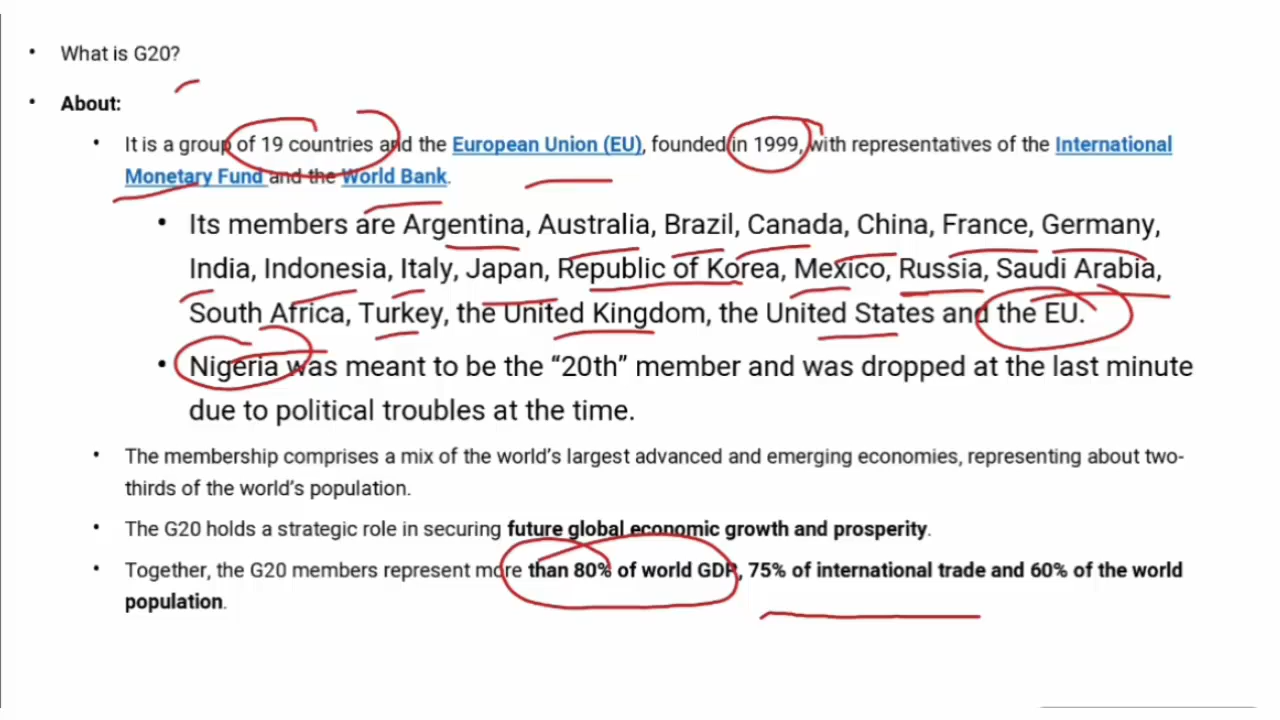 What is G20?
About:
It is a group of 19 countries and the European Union (EU), founded in 1999, with representatives of the International
Monetary Fund and the World Bank.
Its members are Argentina, Australia, Brazil, Canada, China, France, Germany,
India, Indonesia, Italy, Japan, Republic of Korea, Mexico, Russia, Saudi Arabia,
South Africa, Turkey, the United Kingdom, the United States and the EU.
Nigeria was meant to be the “20th” member and was dropped at the last minute
due to political troubles at the time.
The membership comprises a mix of the world’s largest advanced and emerging economies, representing about two-
thirds of the world’s population.
The G20 holds a strategic role in securing future global economic growth and prosperity.
Together, the G20 members represent more than 80% of world GDP, 75% of international trade and 60% of the world
population.